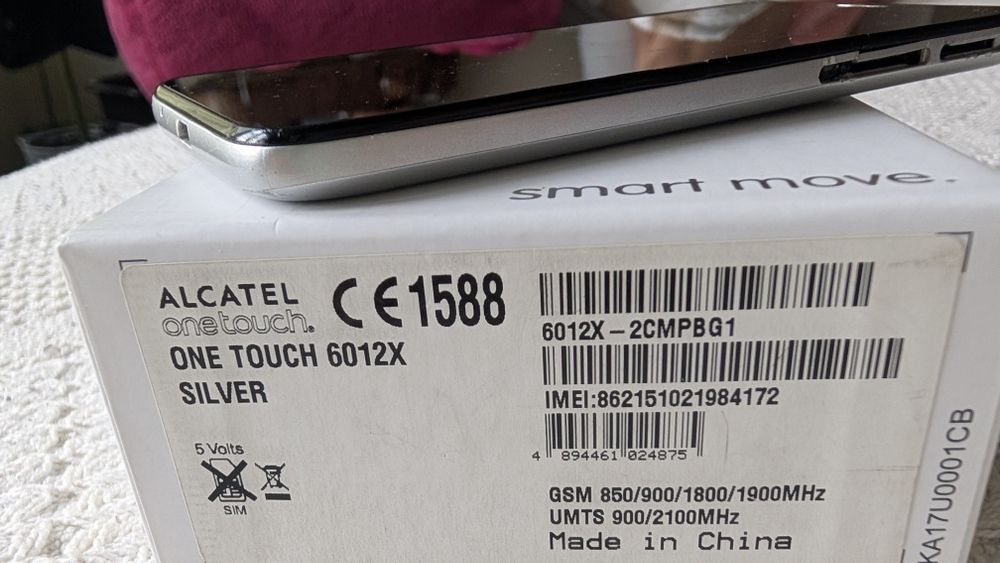 smart move.
ALCATEL
onetouch.
CE1588
ONE TOUCH 6012X
SILVER
5 Volts
SIM
6012X-2CMPBG1
IMEI:862151021984172
4 894461 024875
GSM 850/900/1800/1900MHz
UMTS 900/2100MHz
Made in China
KA17U0001CB